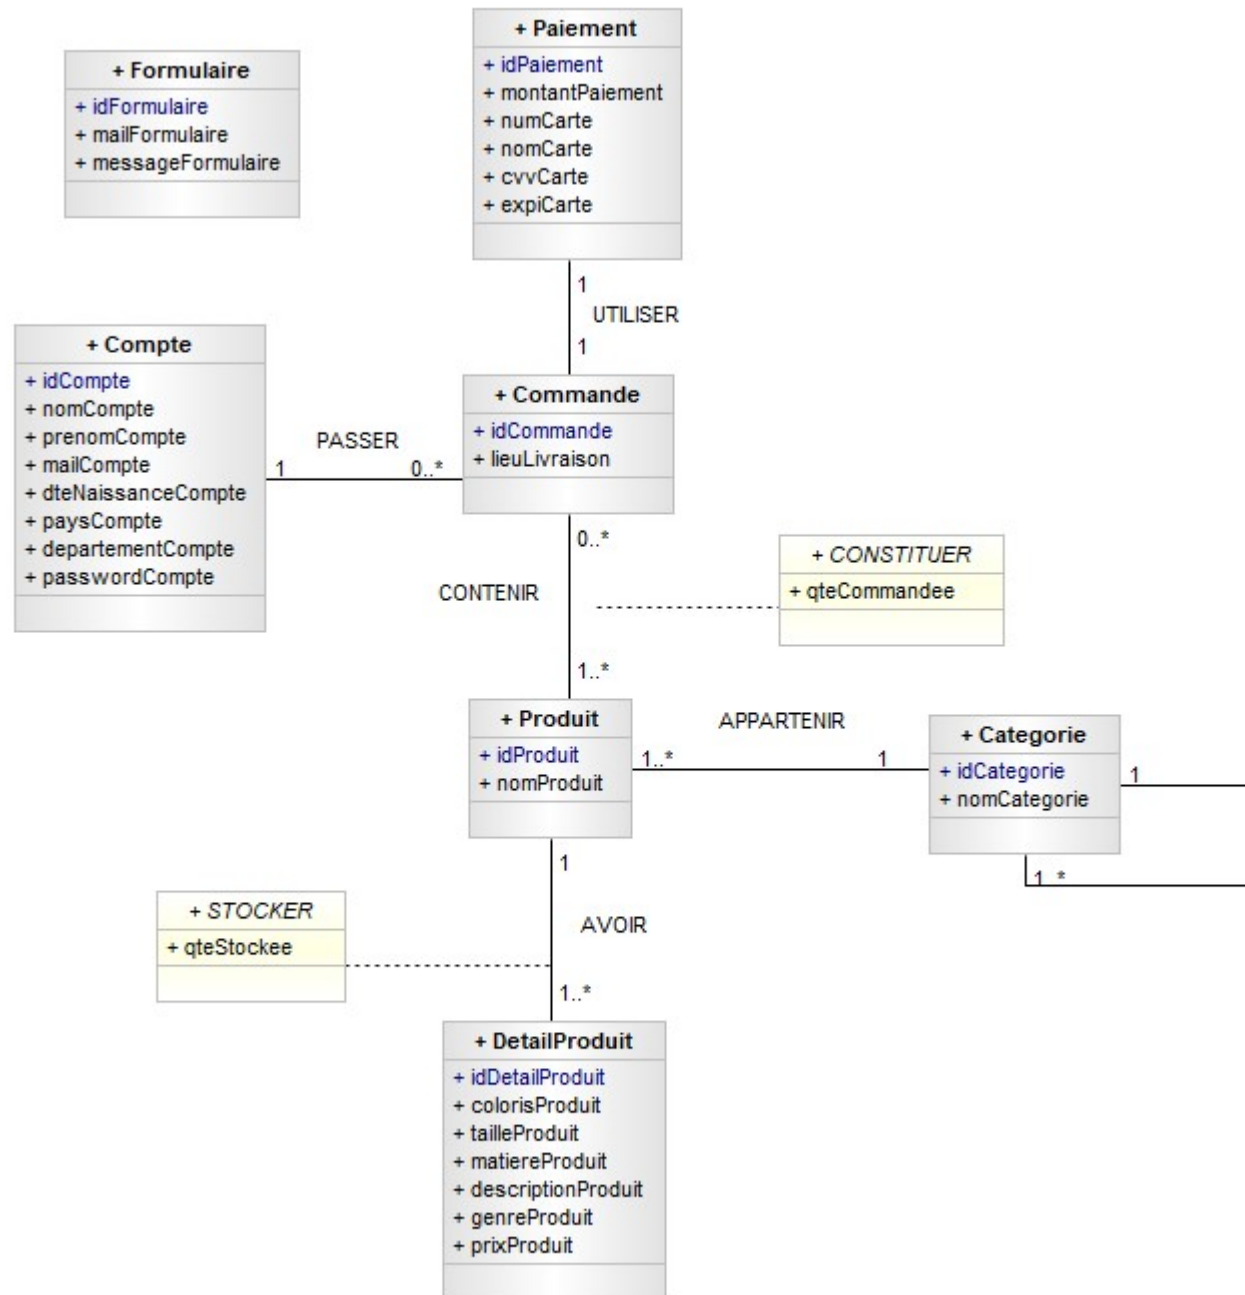 + Paiement
+ idPaiement
+ montantPaiement
+ numCarte
+ nomCarte
+ cvvCarte
+ expiCarte
+ Formulaire
+ idFormulaire
+ mailFormulaire
+ messageFormulaire
1
UTILISER
1
+ Compte
+ idCompte
+ nomCompte
+ prenomCompte
+ mailCompte
+ dteNaissanceCompte
+ paysCompte
+ departementCompte
+ passwordCompte
PASSER
1
0..*
+ Commande
+ idCommande
+ lieuLivraison
0..*
CONTENIR
+ CONSTITUER
+ qteCommandee
1..*
+ Produit
+ idProduit
+ nomProduit
APPARTENIR
1..*
1
+ Categorie
+ idCategorie
+ nomCategorie
1
1..*
1
+ STOCKER
+ qteStockee
AVOIR
1..*
+ DetailProduit
+ idDetailProduit
+ colorisProduit
+ tailleProduit
+ matiereProduit
+ descriptionProduit
+ genreProduit
+ prixProduit